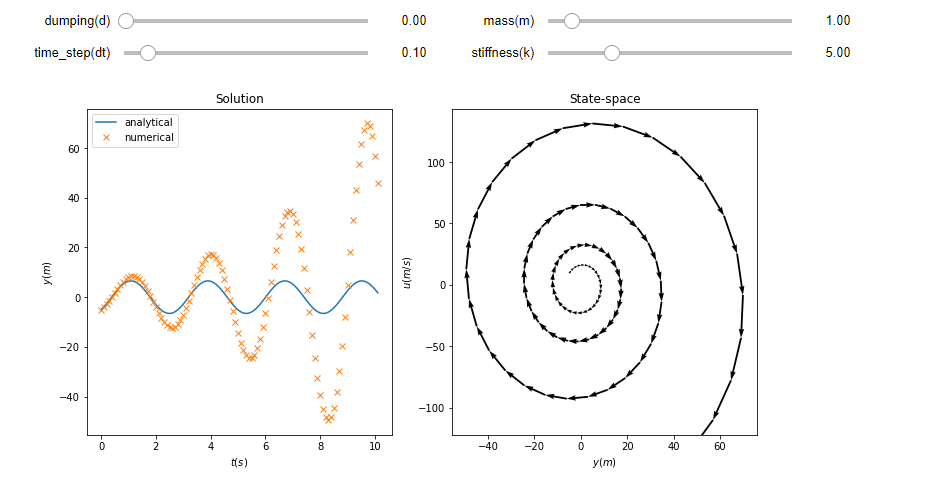 dumping(d) 0.00 mass(m) 1.00
time_step(dt) 0.10 stiffness(k) 5.00
Solution
analytical
numerical
60
40
20
0
−20
−40
y(m)
0 2 4 6 8 10
t(s)
State-space
100
50
0
−50
−100
u(m/s)
−40 −20 0 20 40 60
y(m)